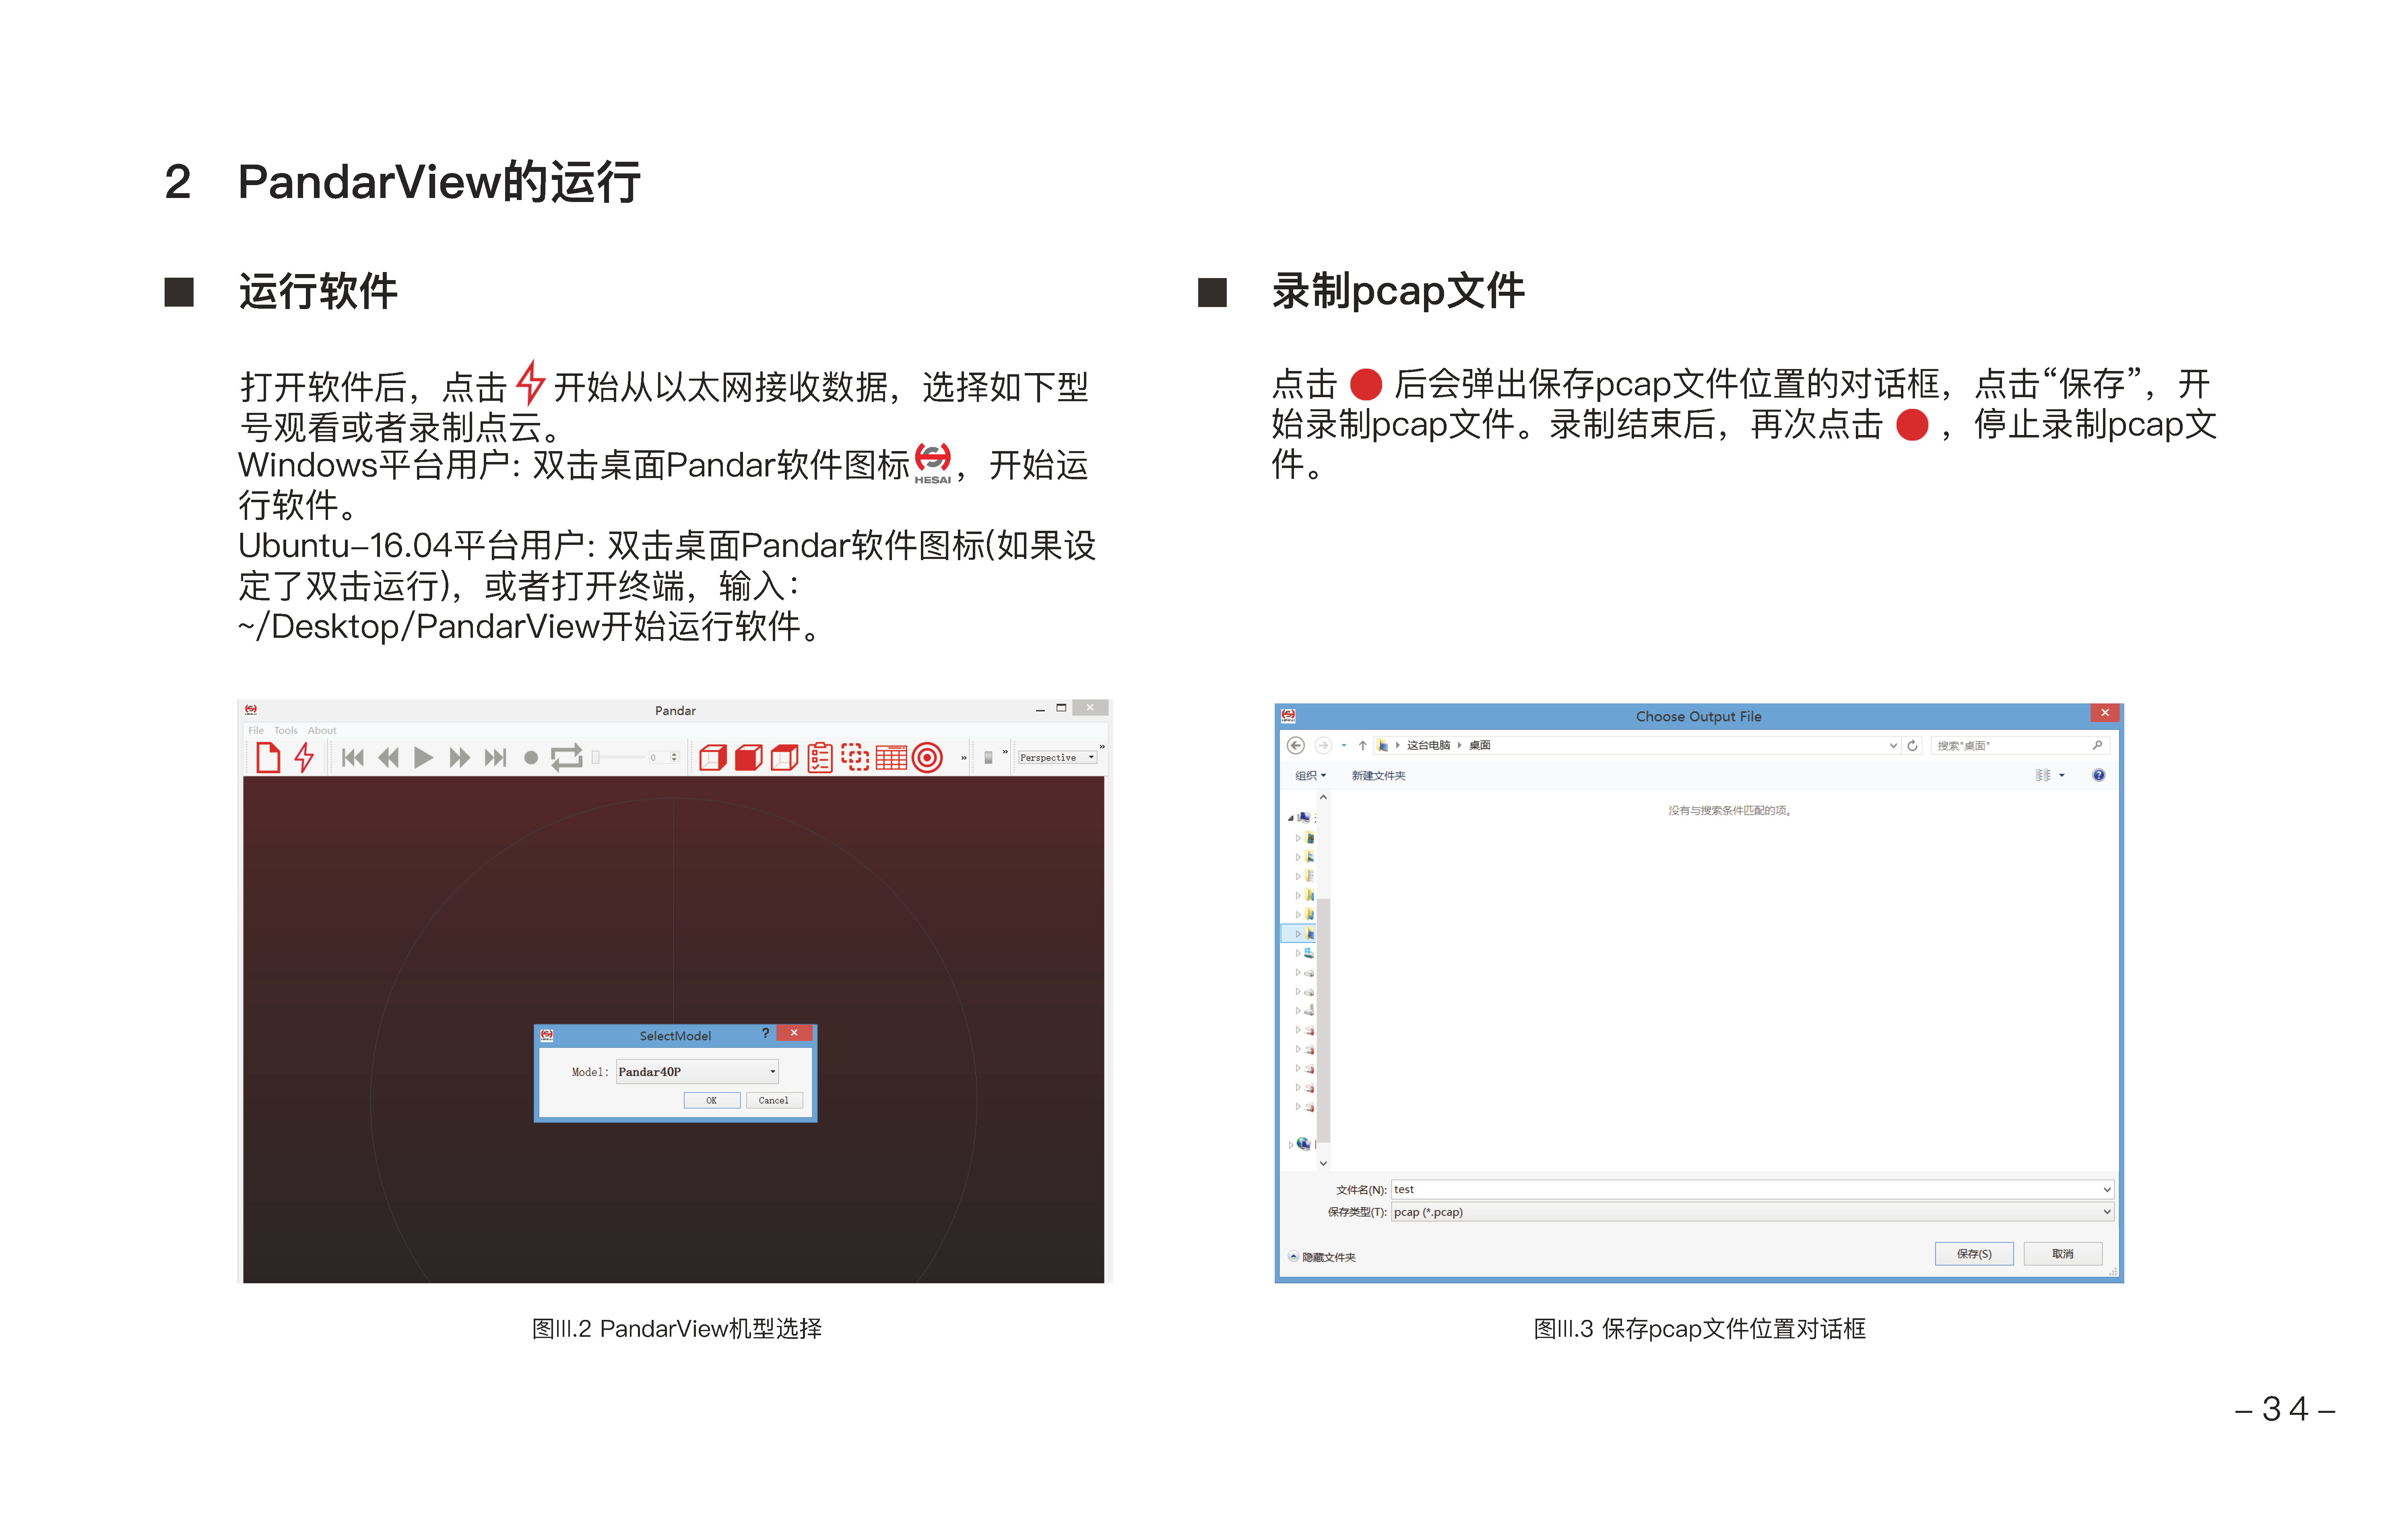 2 PandarView的运行
■ 运行软件
打开软件后，点击 开始从以太网接收数据，选择如下型
号观看或者录制点云。
Windows平台用户: 双击桌面Pandar软件图标 HESAI ，开始运
行软件。
Ubuntu-16.04平台用户: 双击桌面Pandar软件图标(如果设
定了双击运行)，或者打开终端，输入：
~/Desktop/PandarView开始运行软件。
Pandar
File Tools About
0
Perspective
SelectModel
Model: Pandar40P
OK Cancel
图III.2 PandarView机型选择
■ 录制pcap文件
点击 后会弹出保存pcap文件位置的对话框，点击“保存”，开
始录制pcap文件。录制结束后，再次点击 ，停止录制pcap文
件。
Choose Output File
这台电脑 桌面
搜索"桌面"
组织 新建文件夹
没有与搜索条件匹配的项。
文件名(N): test
保存类型(T): pcap (*.pcap)
隐藏文件夹
保存(S) 取消
图III.3 保存pcap文件位置对话框
-34-